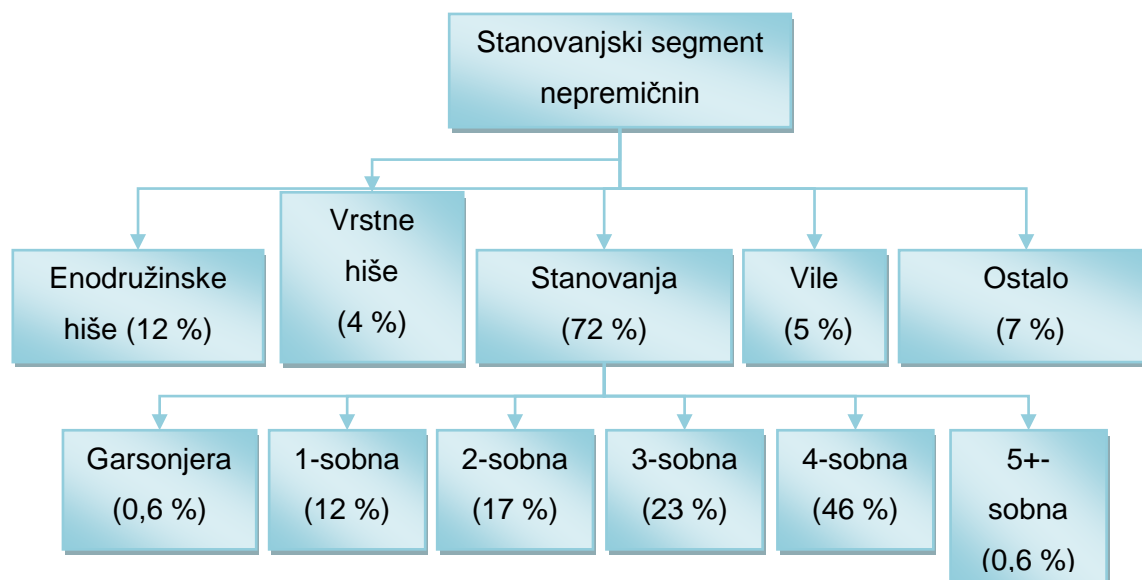 Stanovanjski segment
nepremičnin
Enodružinske
hiše (12 %)
Vrstne
hiše
(4 %)
Stanovanja
(72 %)
Vile
(5 %)
Ostalo
(7 %)
Garsonjera
(0,6 %)
1-sobna
(12 %)
2-sobna
(17 %)
3-sobna
(23 %)
4-sobna
(46 %)
5+-
sobna
(0,6 %)